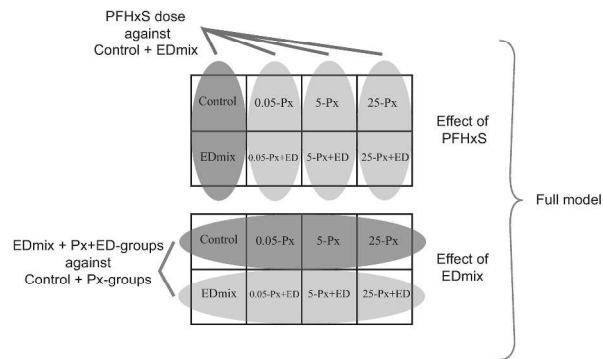 PFHxS dose
against
Control + EDmix
Control 0.05-Px 5-Px 25-Px
EDmix 0.05-Px+ED 5-Px+ED 25-Px+ED
Effect of
PFHxS
Full model
EDmix + Px+ED-groups
against
Control + Px-groups
Control 0.05-Px 5-Px 25-Px
EDmix 0.05-Px+ED 5-Px+ED 25-Px+ED
Effect of
EDmix